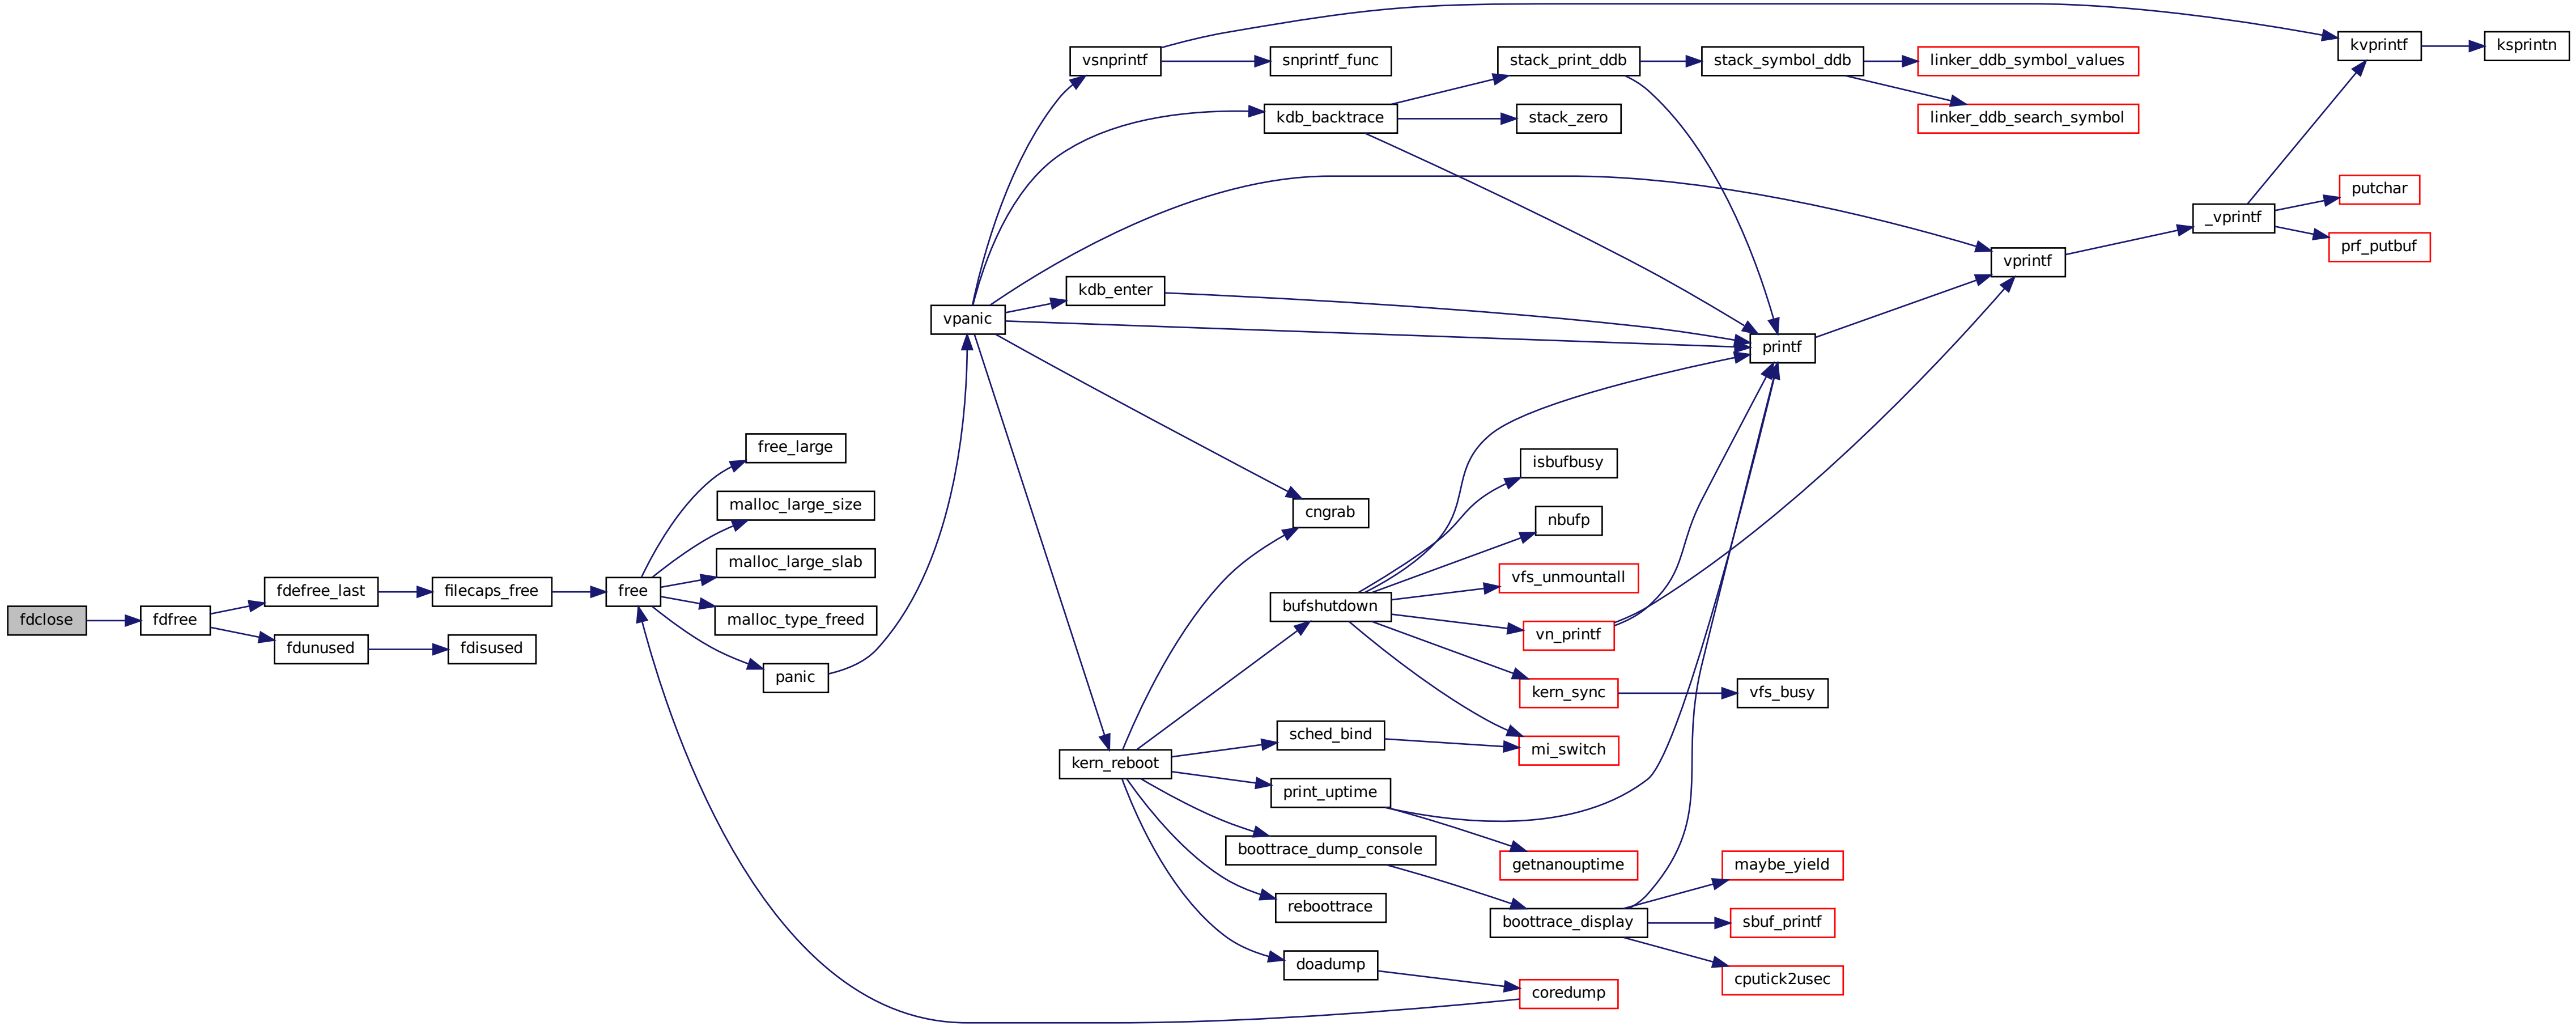 fdclose
fdfree
fdefree_last
fdunused
filecaps_free
fdisused
free
free_large
malloc_large_size
malloc_large_slab
malloc_type_freed
panic
vpanic
vsnprintf
snprintf_func
kdb_backtrace
stack_print_ddb
stack_zero
stack_symbol_ddb
linker_ddb_symbol_values
linker_ddb_search_symbol
kdb_enter
printf
vprintf
_vprintf
kvprintf
ksprintn
putchar
prf_putbuf
cngrab
kern_reboot
bufshutdown
isbufbusy
nbufp
vfs_unmountall
vn_printf
kern_sync
vfs_busy
mi_switch
sched_bind
print_uptime
getnanouptime
boottrace_dump_console
boottrace_display
maybe_yield
sbuf_printf
cputick2usec
reboottrace
doadump
coredump